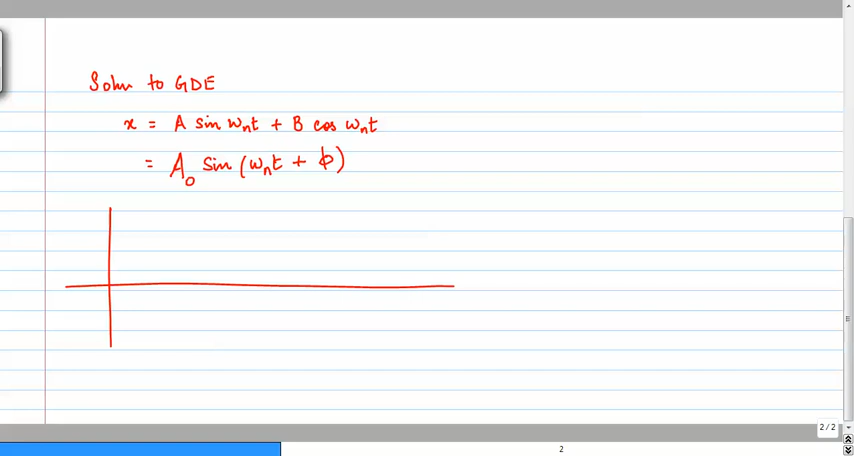 Soln to GDE
x = A sin ωₙt + B cos ωₙt
= A₀ sin (ωₙt + ϕ)
2 / 2
2